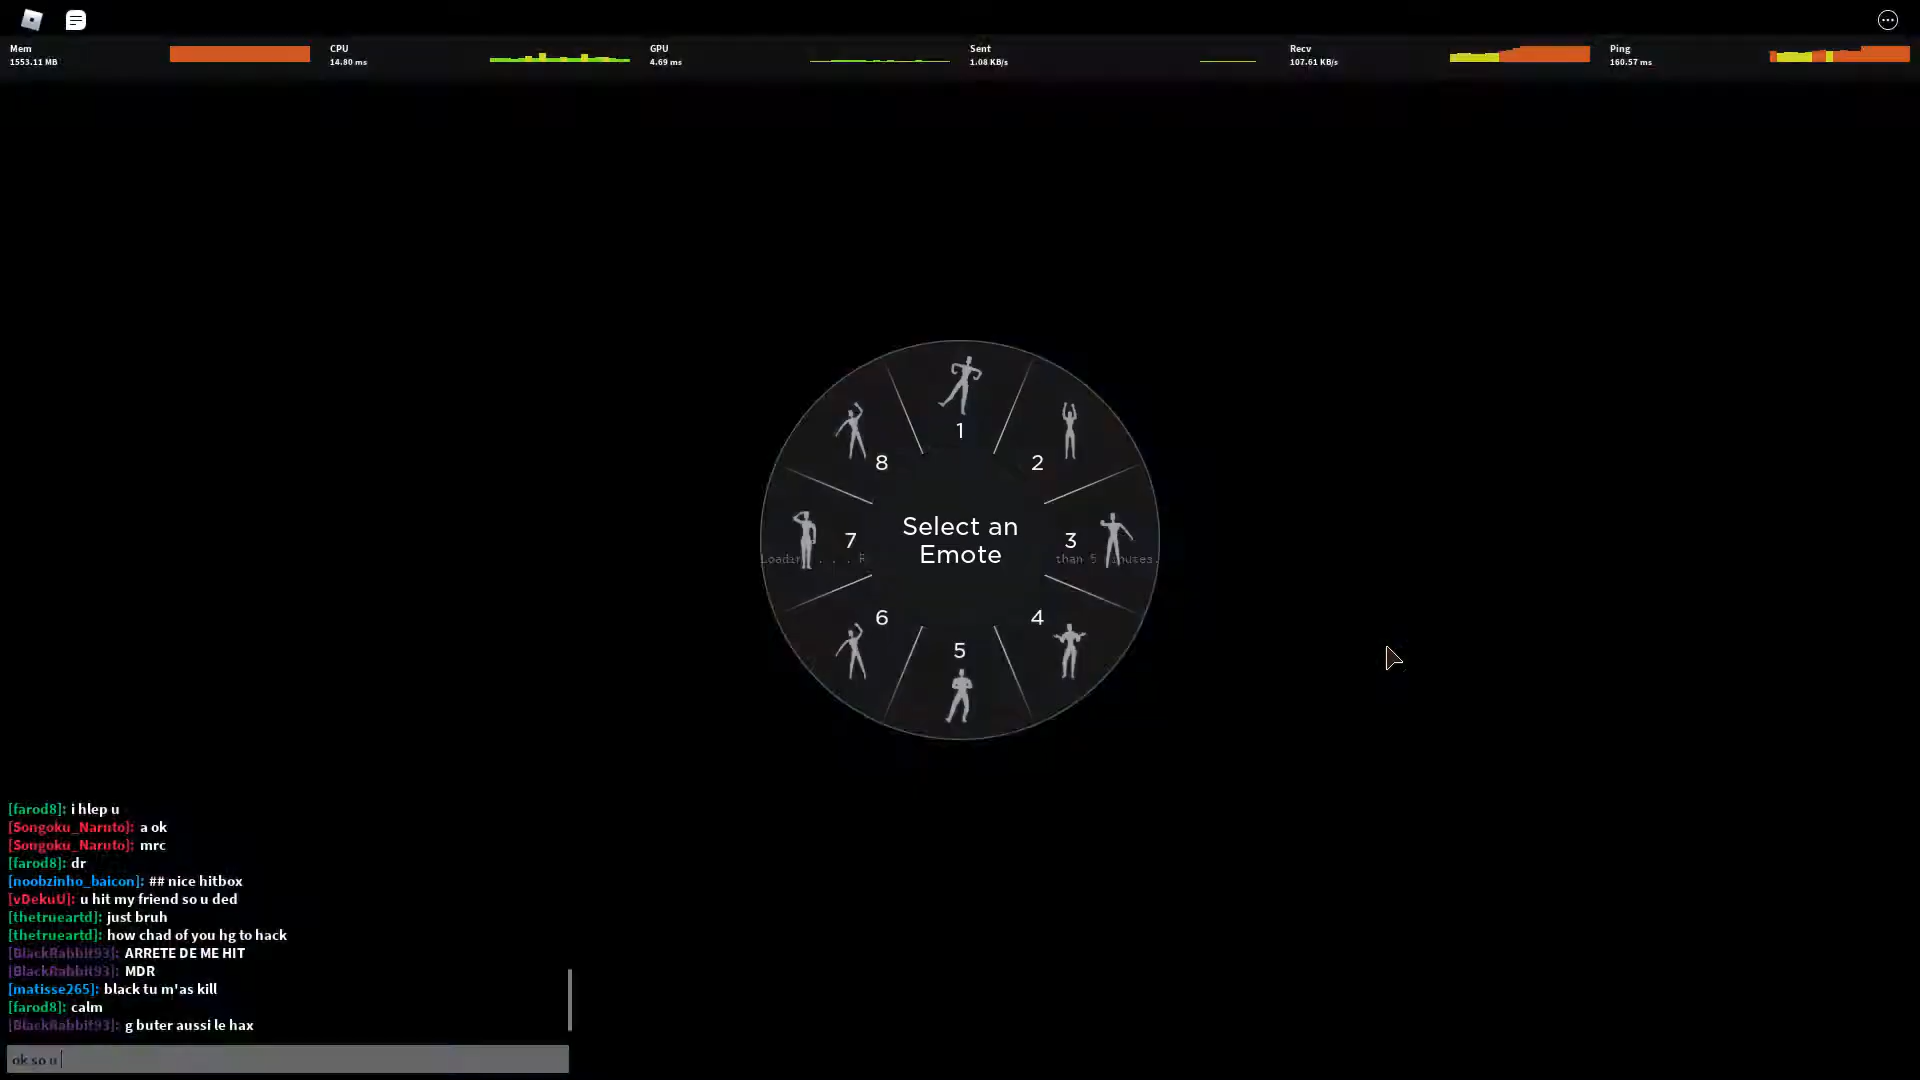 Mem
1553.11 MB
CPU
14.80 ms
GPU
4.69 ms
Sent
1.08 KB/s
Recv
107.61 KB/s
Ping
160.57 ms
1
2
3
4
5
6
7
8
Select an
Emote
than 5
[farod8]: i hlep u
[Songoku_Naruto]: a ok
[Songoku_Naruto]: mrc
[farod8]: dr
[noobzinho_baicon]: ## nice hitbox
[vDekuU]: u hit my friend so u ded
[thetrueartd]: just bruh
[thetrueartd]: how chad of you hg to hack
[BlackRabbit93]: ARRETE DE ME HIT
[BlackRabbit93]: MDR
[matisse265]: black tu m'as kill
[farod8]: calm
[BlackRabbit93]: g buter aussi le hax
ok so u